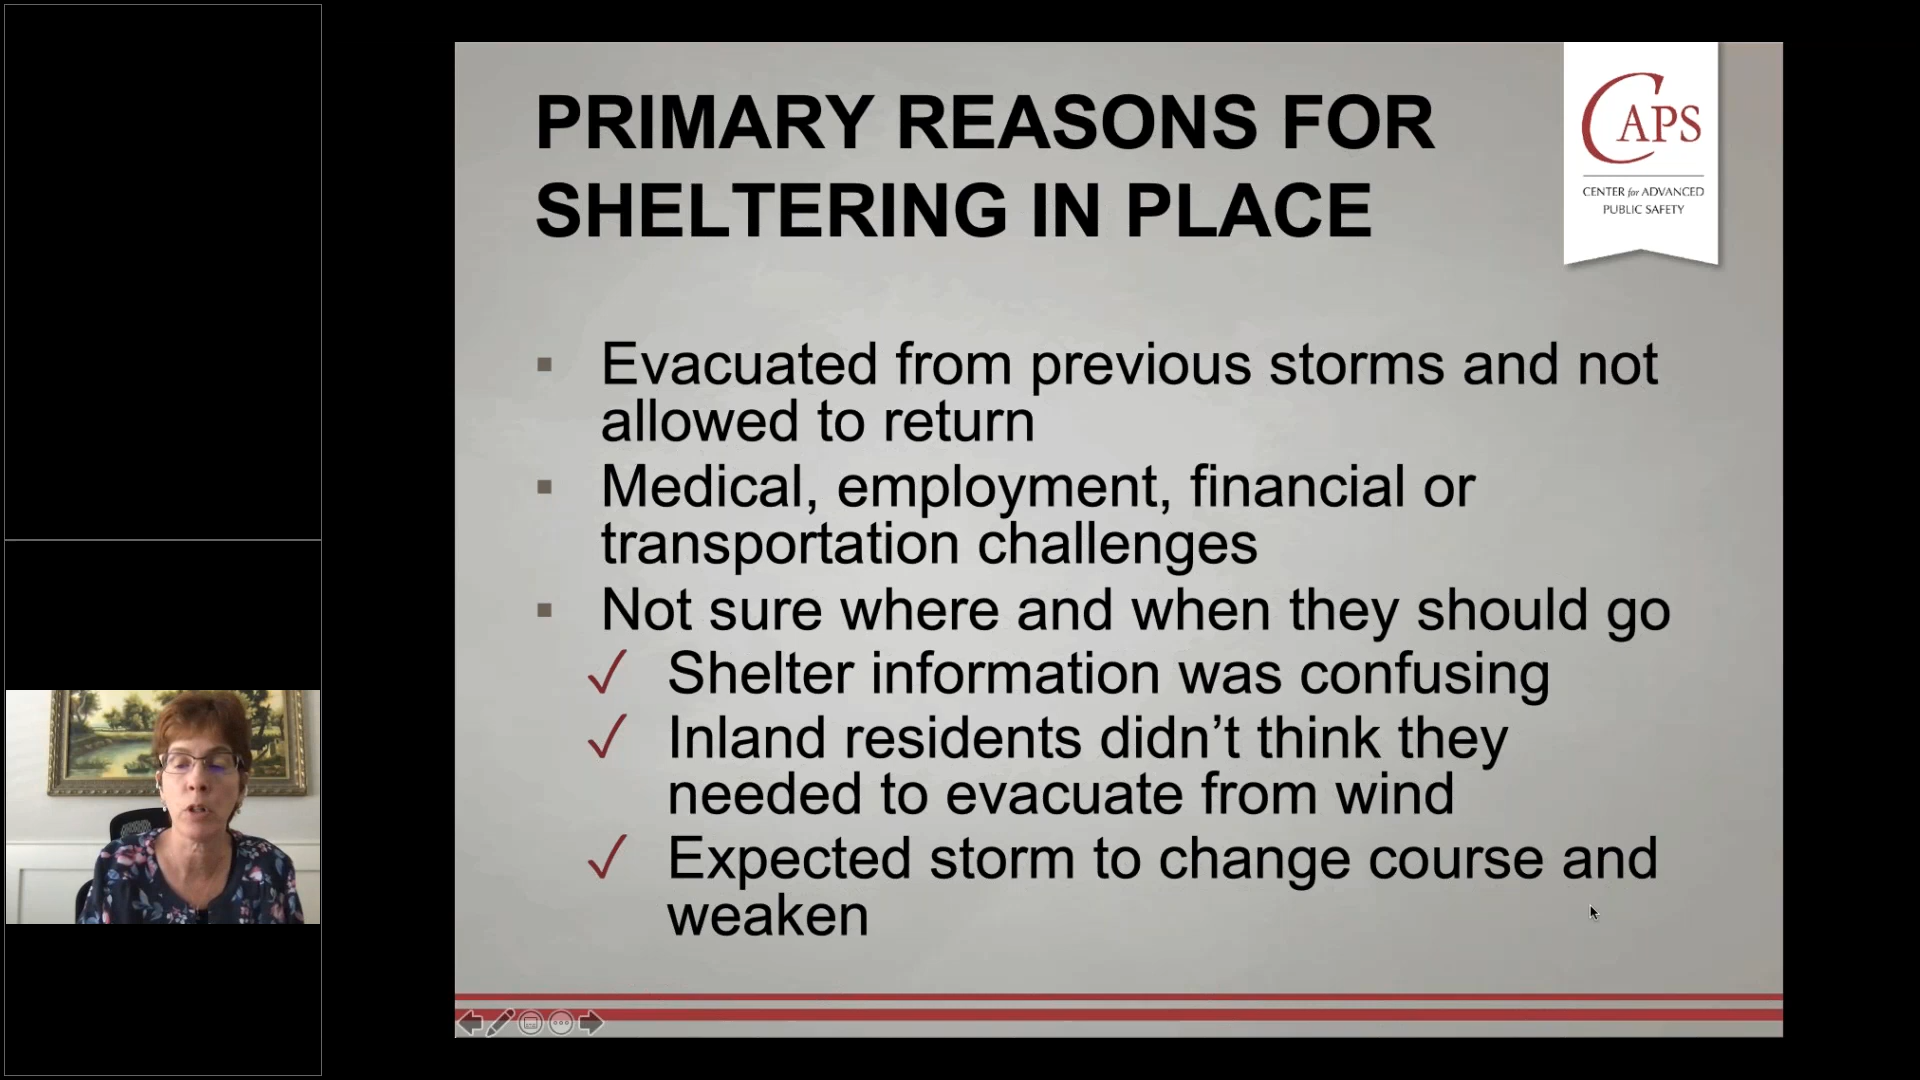 PRIMARY REASONS FOR
SHELTERING IN PLACE
CAPS
CENTER for ADVANCED
PUBLIC SAFETY
▪ Evacuated from previous storms and not
allowed to return
▪ Medical, employment, financial or
transportation challenges
▪ Not sure where and when they should go
✓ Shelter information was confusing
✓ Inland residents didn’t think they
needed to evacuate from wind
✓ Expected storm to change course and
weaken